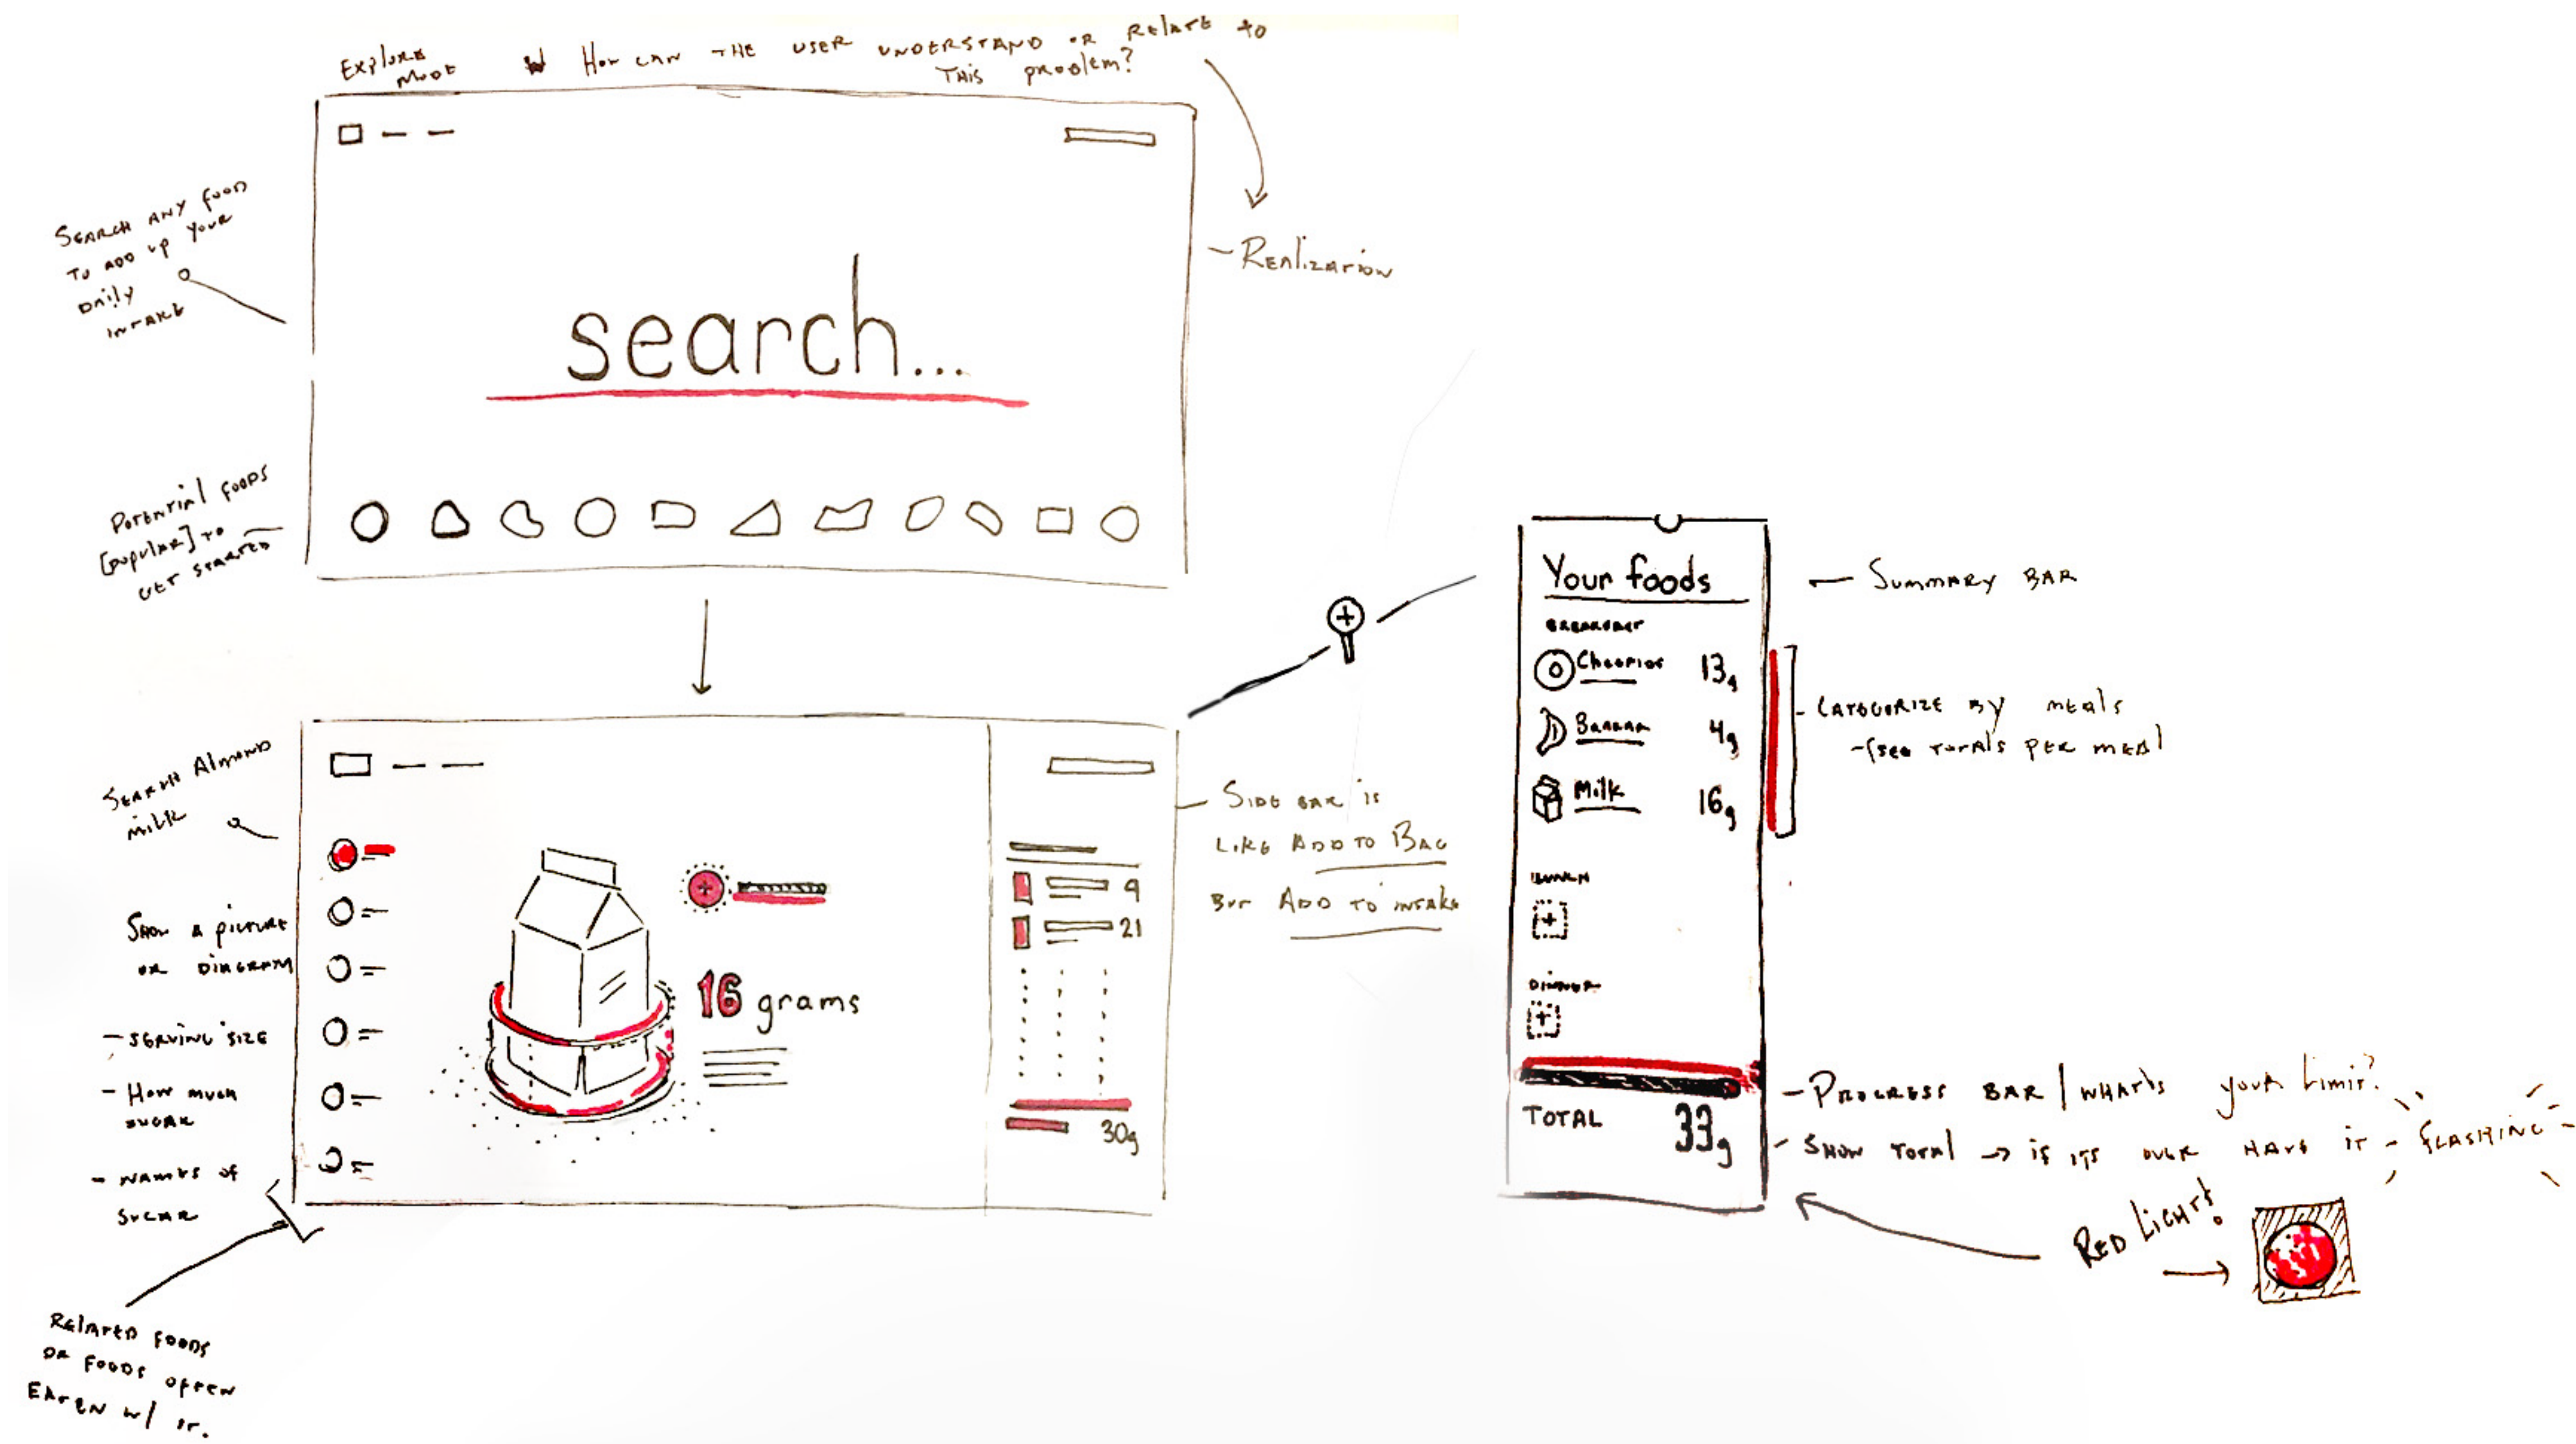 EXPLORE
MODE
HOW CAN THE USER UNDERSTAND OR RELATE TO
THIS PROBLEM?
REALIZATION
SEARCH ANY FOOD
TO ADD UP YOUR
DAILY
INTAKE
search...
POTENTIAL FOODS
[POPULAR] TO
GET STARTED
SEARCH ALMOND
MILK
SHOW A PICTURE
OR DIAGRAM
- SERVING SIZE
- HOW MUCH
SUGAR
- NAMES OF
SUGAR
RELATED FOODS
OR FOODS OFTEN
EATEN W/ IT.
16 grams
9
21
30g
- SIDE BAR IS
LIKE ADD TO BAG
BUT ADD TO INTAKE
Your foods
BREAKFAST
Cheerios 13g
Banana 4g
Milk 16g
LUNCH
DINNER
TOTAL 33g
- SUMMARY BAR
- CATEGORIZE BY MEALS
- (SEE TOTALS PER MEAL
- PROGRESS BAR / WHAT'S YOUR LIMIT?
- SHOW TOTAL → IS ITS OVER HAVE IT - FLASHING -
RED LIGHT!